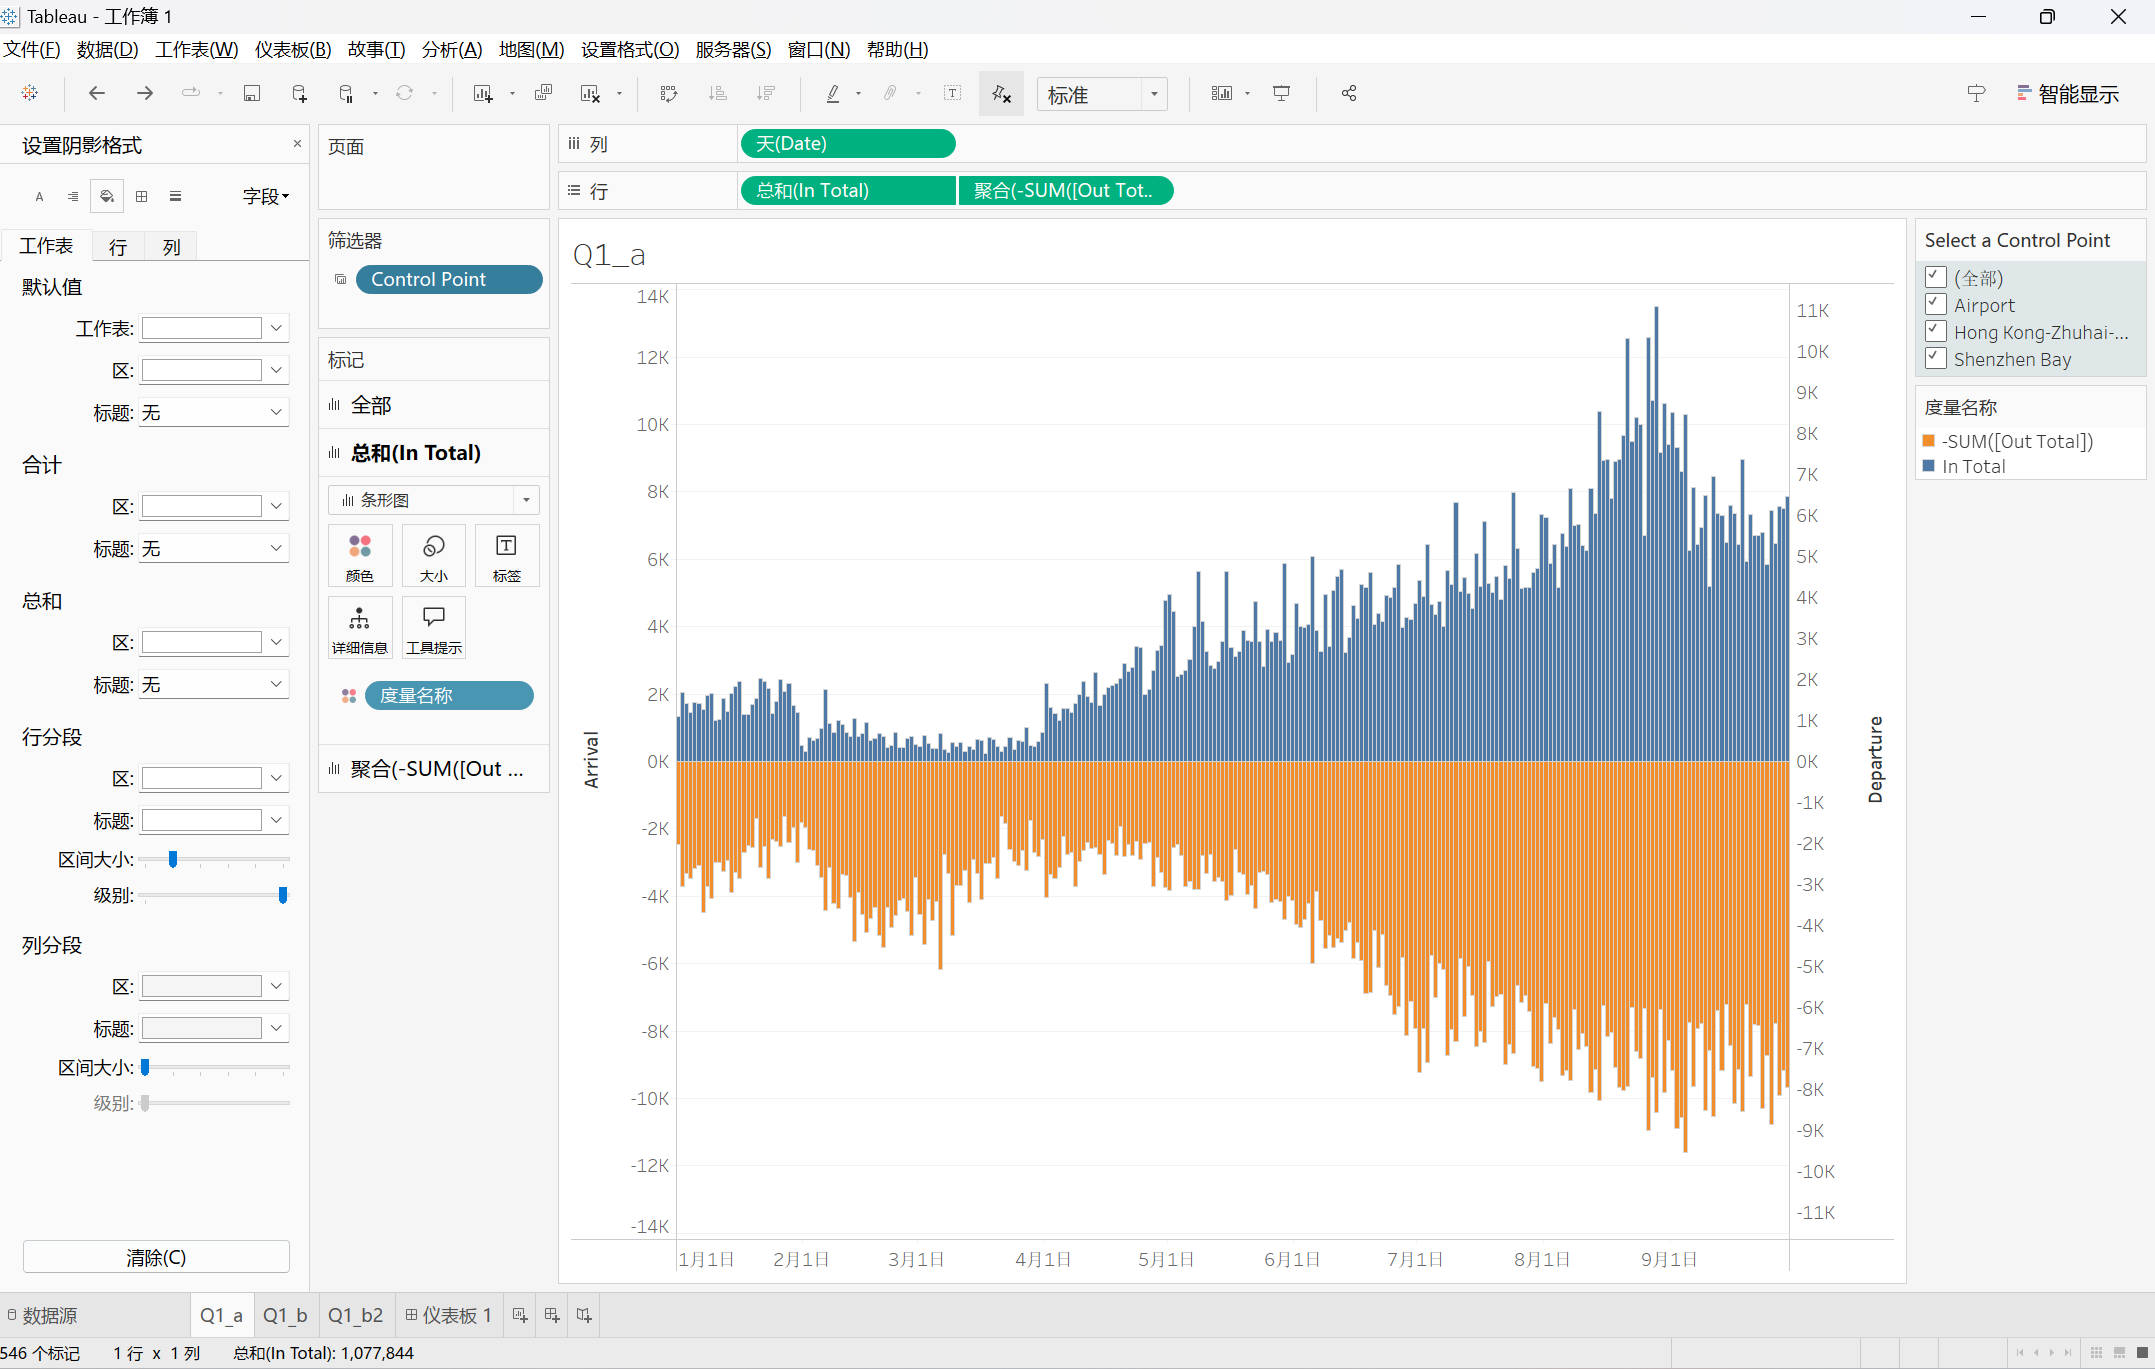 Tableau - 工作簿 1
文件(F) 数据(D) 工作表(W) 仪表板(B) 故事(T) 分析(A) 地图(M) 设置格式(O) 服务器(S) 窗口(N) 帮助(H)
标准
智能显示
设置阴影格式
字段
工作表 行 列
默认值
工作表:
区:
标题: 无
合计
区:
标题: 无
总和
区:
标题: 无
行分段
区:
标题:
区间大小:
级别:
列分段
区:
标题:
区间大小:
级别:
清除(C)
页面
筛选器
Control Point
标记
全部
总和(In Total)
条形图
颜色 大小 标签
详细信息 工具提示
度量名称
聚合(-SUM([Out ...
列 天(Date)
行 总和(In Total) 聚合(-SUM([Out Tot..
Q1_a
Arrival
14K
12K
10K
8K
6K
4K
2K
0K
-2K
-4K
-6K
-8K
-10K
-12K
-14K
11K
10K
9K
8K
7K
6K
5K
4K
3K
2K
1K
0K
-1K
-2K
-3K
-4K
-5K
-6K
-7K
-8K
-9K
-10K
-11K
Departure
1月1日 2月1日 3月1日 4月1日 5月1日 6月1日 7月1日 8月1日 9月1日
Select a Control Point
(全部)
Airport
Hong Kong-Zhuhai-...
Shenzhen Bay
度量名称
-SUM([Out Total])
In Total
数据源 Q1_a Q1_b Q1_b2 仪表板 1
546 个标记 1 行 x 1 列 总和(In Total): 1,077,844